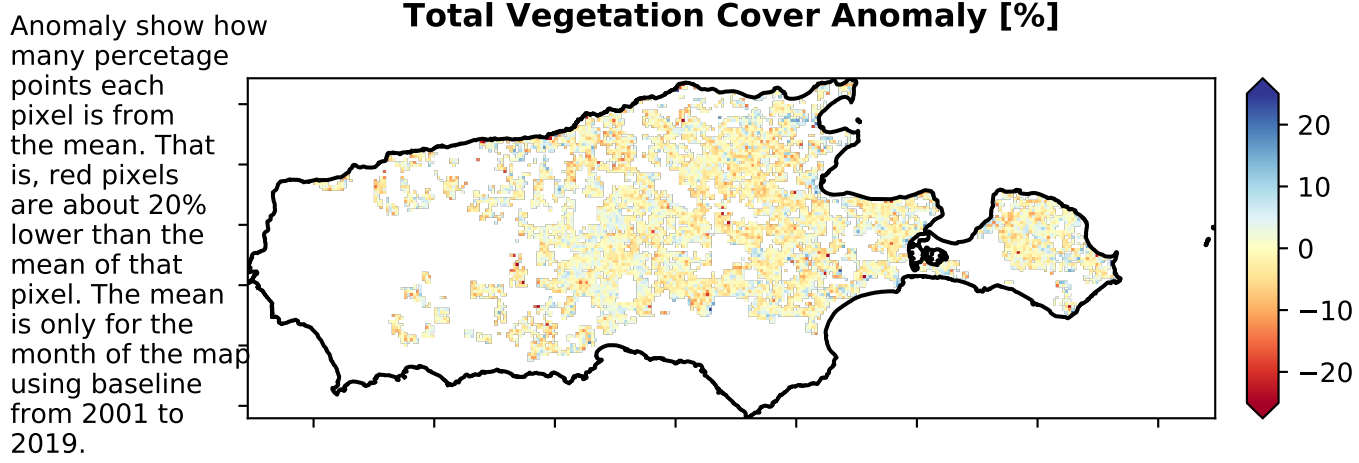 Total Vegetation Cover Anomaly [%]
Anomaly show how
many percetage
points each
pixel is from
the mean. That
is, red pixels
are about 20%
lower than the
mean of that
pixel. The mean
is only for the
month of the map
using baseline
from 2001 to
2019.
20
10
0
−10
−20